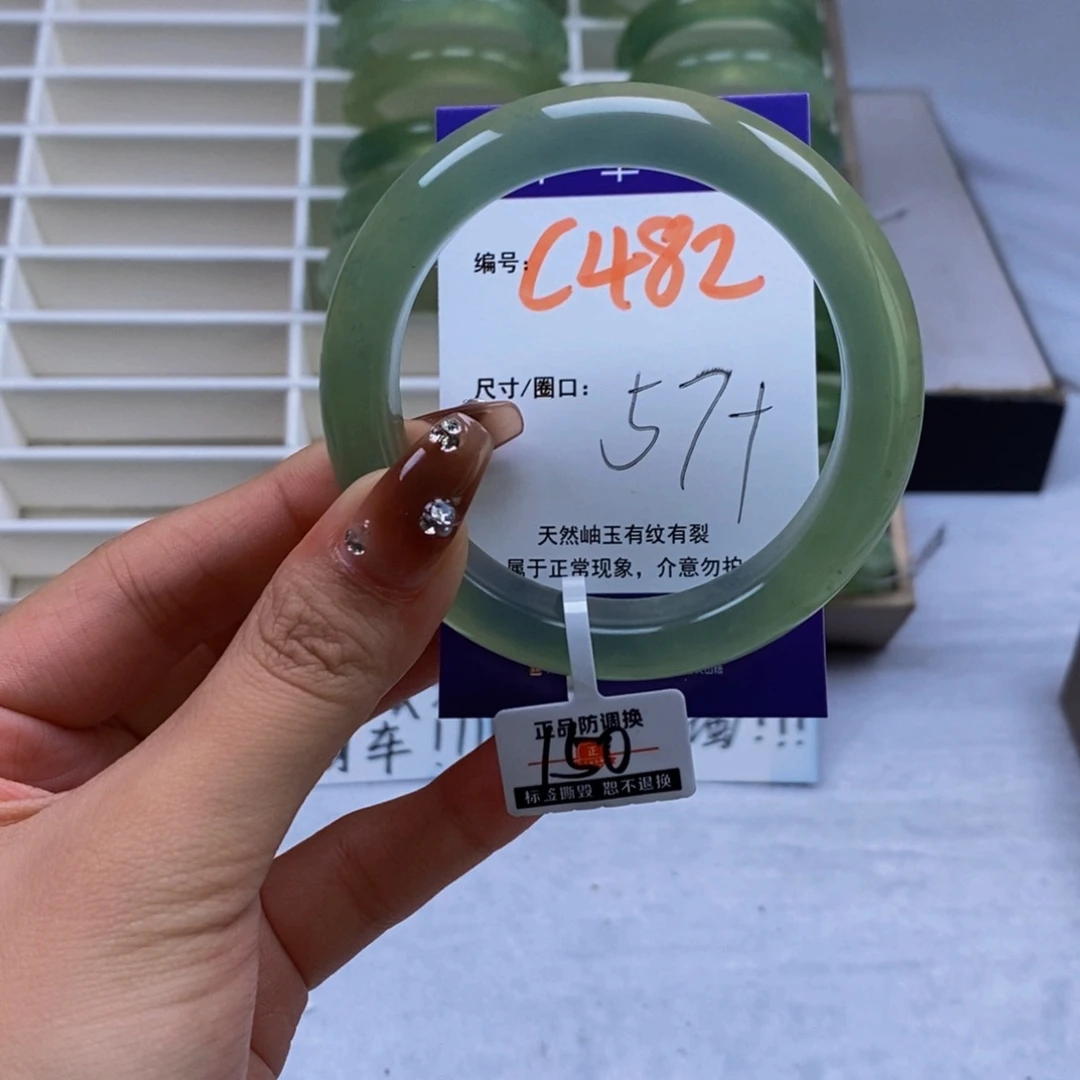 编号: C482
尺寸/圈口: 57+
天然岫玉有纹有裂
属于正常现象，介意勿拍
正品防调换
正
150
标签撕毁 恕不退换
车!!!
!!!